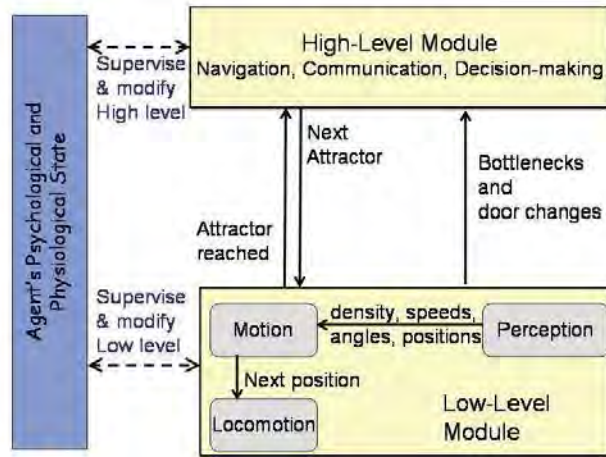 Agent's Psychological and
Physiological State
Supervise
& modify
High level
High-Level Module
Navigation, Communication, Decision-making
Next
Attractor
Attractor
reached
Bottlenecks
and
door changes
Supervise
& modify
Low level
Motion
density, speeds,
angles, positions
Perception
Next position
Locomotion
Low-Level
Module